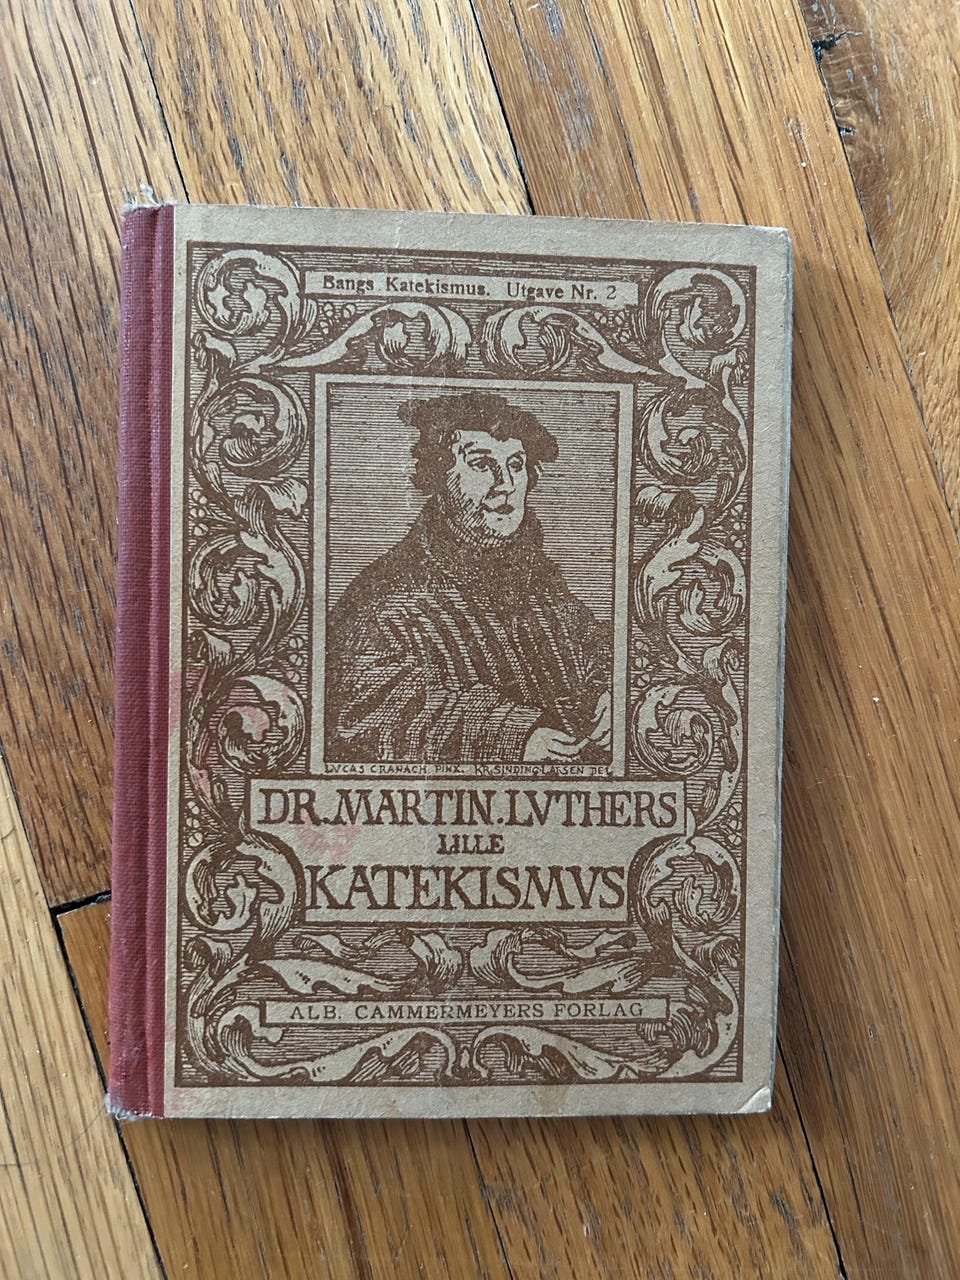 Bangs Katekismus. Utgave Nr. 2
LVCAS CRANACH PINX. KR. SINDING-LARSEN DEL.
DR. MARTIN. LVTHERS
LILLE
KATEKISMVS
ALB. CAMMERMEYERS FORLAG